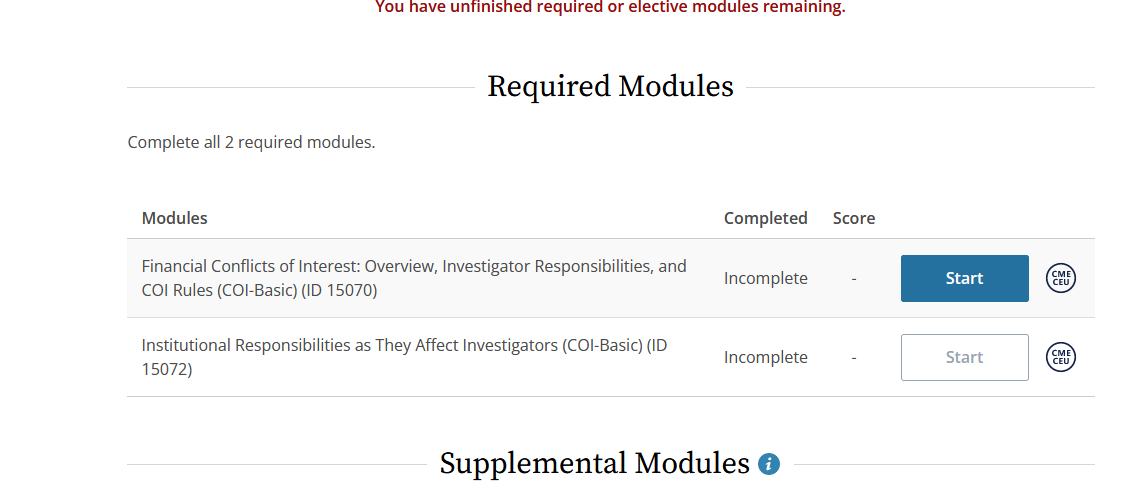 You have unfinished required or elective modules remaining.
Required Modules
Complete all 2 required modules.
Modules Completed Score
Financial Conflicts of Interest: Overview, Investigator Responsibilities, and
COI Rules (COI-Basic) (ID 15070)
Incomplete - Start CME CEU
Institutional Responsibilities as They Affect Investigators (COI-Basic) (ID
15072)
Incomplete - Start CME CEU
Supplemental Modules i